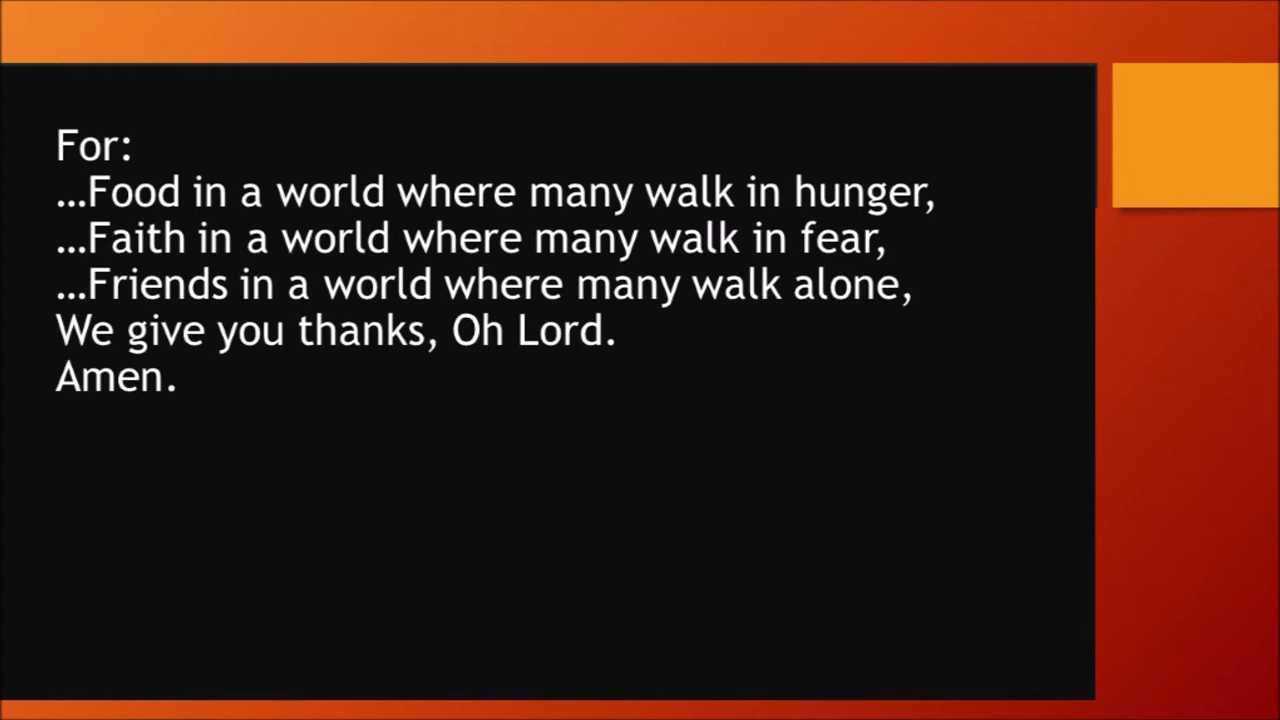 For:
...Food in a world where many walk in hunger,
...Faith in a world where many walk in fear,
...Friends in a world where many walk alone,
We give you thanks, Oh Lord.
Amen.